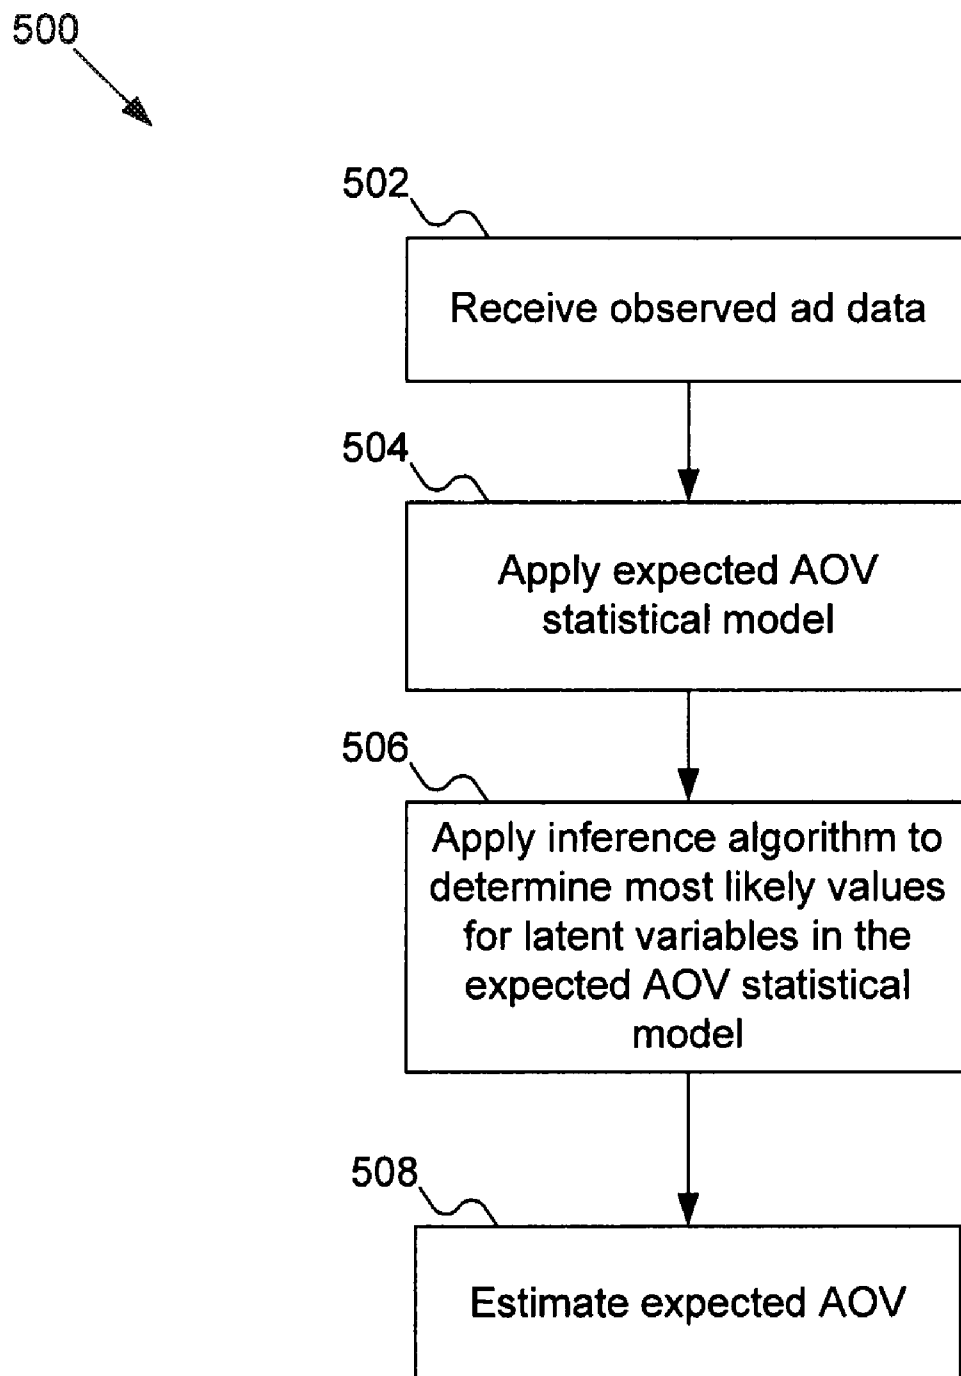 500
502
Receive observed ad data
504
Apply expected AOV
statistical model
506
Apply inference algorithm to
determine most likely values
for latent variables in the
expected AOV statistical
model
508
Estimate expected AOV